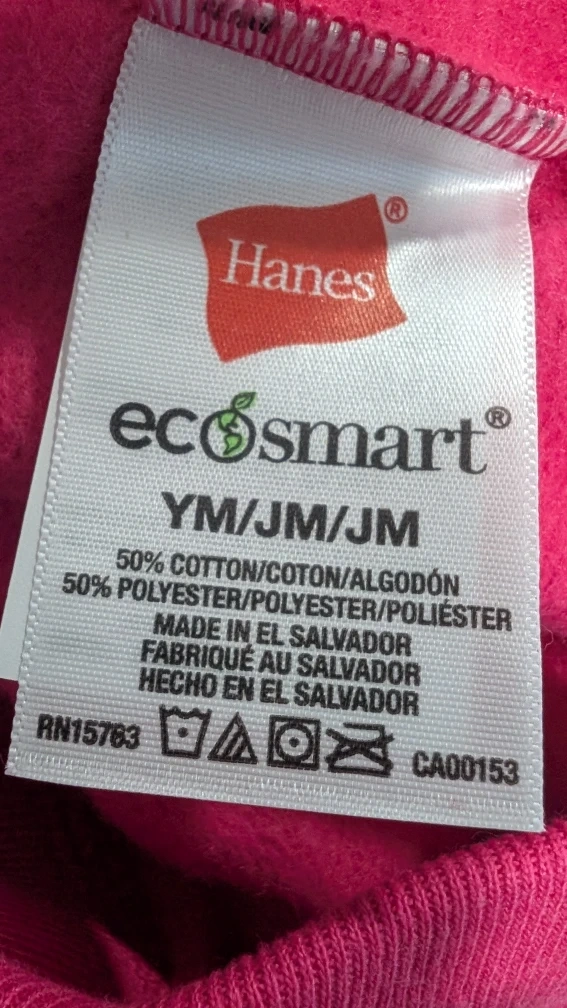 Hanes®
ecosmart®
YM/JM/JM
50% COTTON/COTON/ALGODÓN
50% POLYESTER/POLYESTER/POLIÉSTER
MADE IN EL SALVADOR
FABRIQUÉ AU SALVADOR
HECHO EN EL SALVADOR
RN15763 CA00153